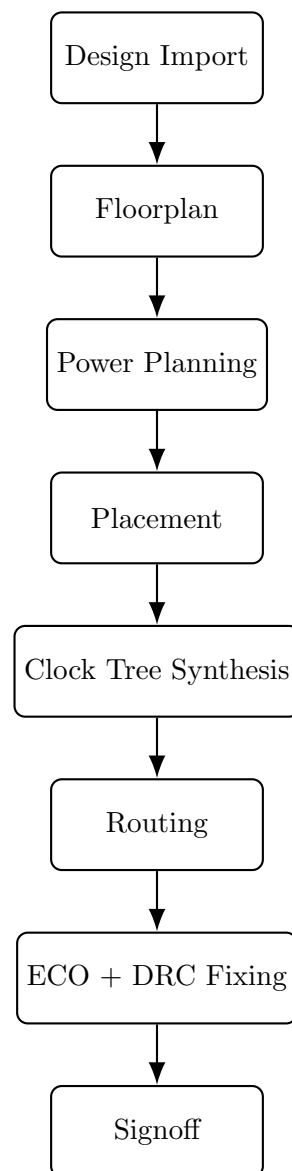 Design Import
Floorplan
Power Planning
Placement
Clock Tree Synthesis
Routing
ECO + DRC Fixing
Signoff